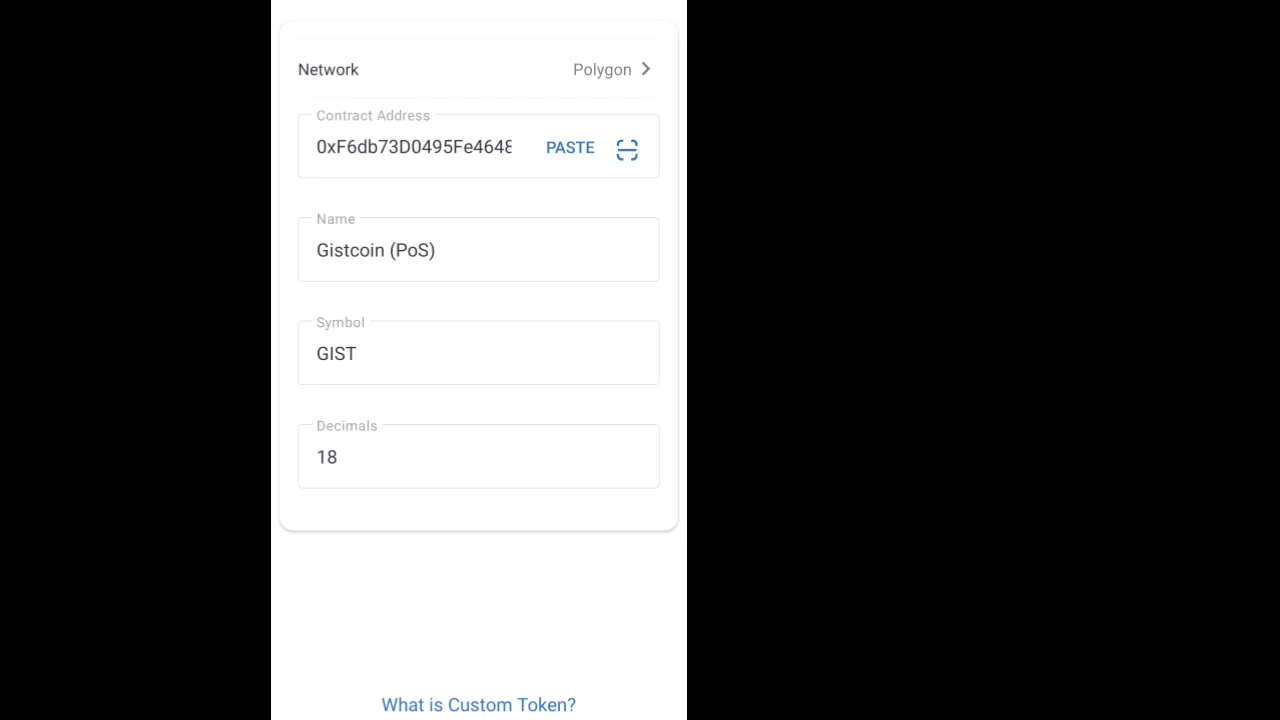 Network
Polygon
Contract Address
0xF6db73D0495Fe4648
PASTE
Name
Gistcoin (PoS)
Symbol
GIST
Decimals
18
What is Custom Token?